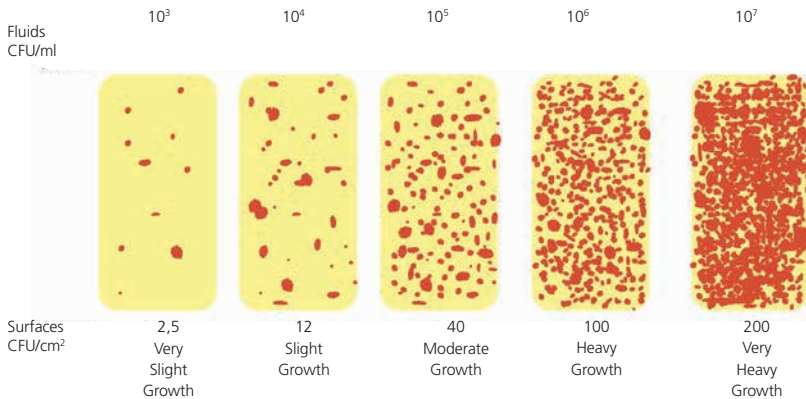 Fluids
CFU/ml
10³ 10⁴ 10⁵ 10⁶ 10⁷
Surfaces
CFU/cm²
2,5 12 40 100 200
Very
Slight
Growth
Slight
Growth
Moderate
Growth
Heavy
Growth
Very
Heavy
Growth